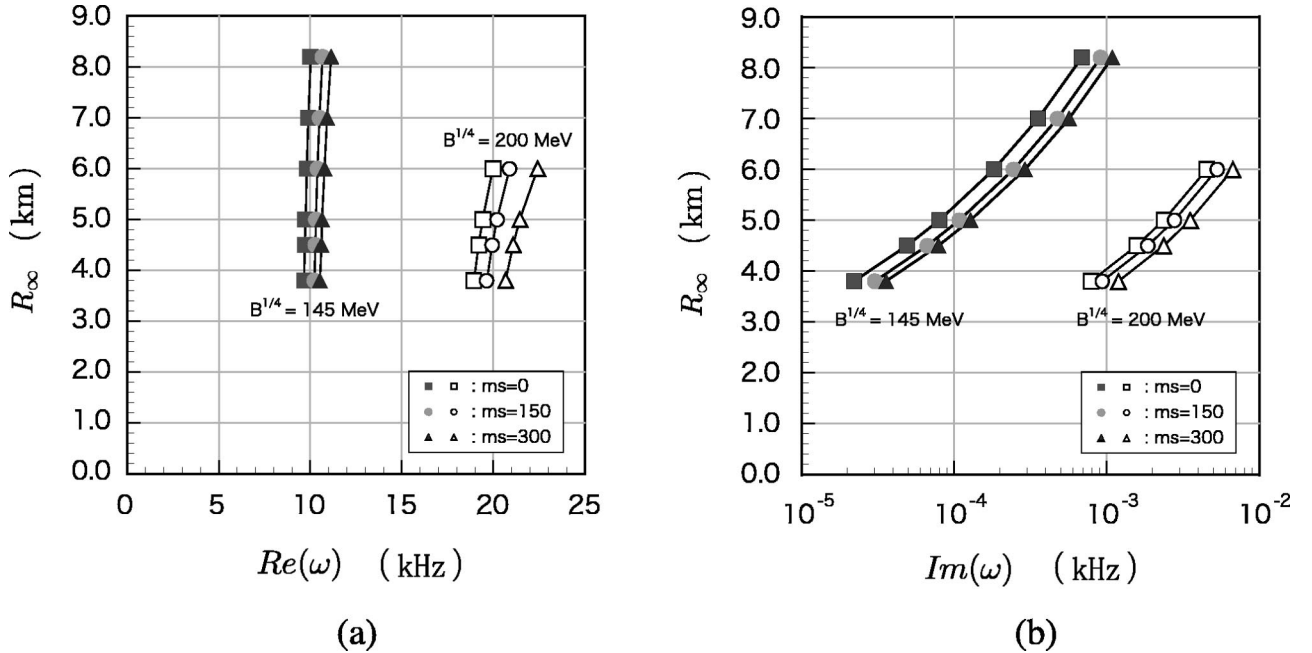 9.0
8.0
7.0
6.0
5.0
4.0
3.0
2.0
1.0
0.0
R∞ (km)
B^1/4 = 200 MeV
B^1/4 = 145 MeV
: ms=0
: ms=150
: ms=300
0 5 10 15 20 25
Re(ω) (kHz)
(a)
9.0
8.0
7.0
6.0
5.0
4.0
3.0
2.0
1.0
0.0
R∞ (km)
B^1/4 = 145 MeV
B^1/4 = 200 MeV
: ms=0
: ms=150
: ms=300
10^-5 10^-4 10^-3 10^-2
Im(ω) (kHz)
(b)